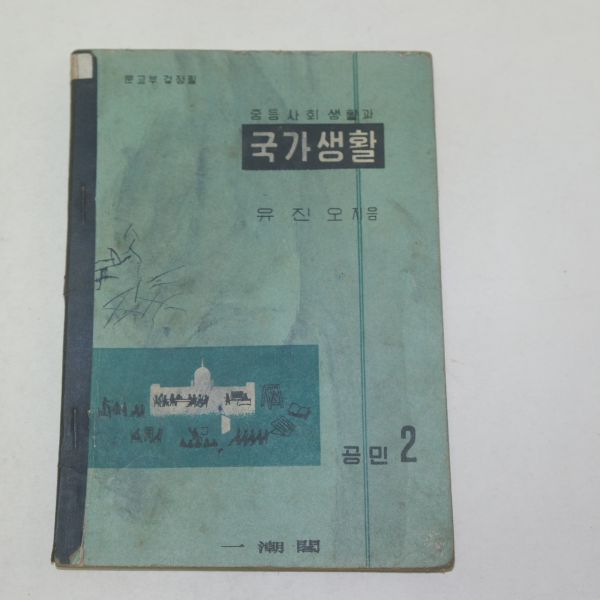 문교부 검정필
중등 사회 생활과
국가생활
유 진 오 지음
공 민 2
一 潮 閣